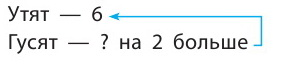 Утят — 6
Гусят — ? на 2 больше